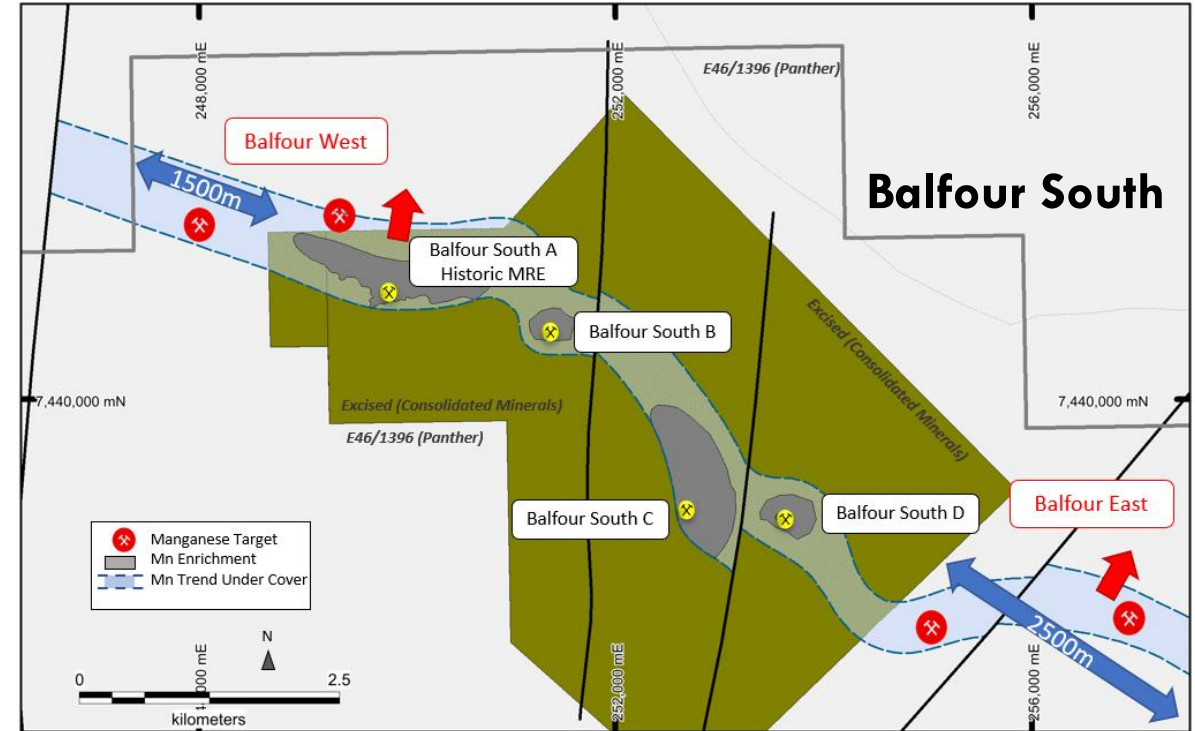 248,000 mE
252,000 mE
256,000 mE
E46/1396 (Panther)
Balfour West
1500m
Balfour South
Balfour South A
Historic MRE
Balfour South B
Excised (Consolidated Minerals)
7,440,000 mN
7,440,000 mN
Excised (Consolidated Minerals)
E46/1396 (Panther)
Balfour East
Balfour South C
Balfour South D
Manganese Target
Mn Enrichment
Mn Trend Under Cover
2500m
N
0
2.5
kilometers
000 mE
252,000 mE
256,000 mE